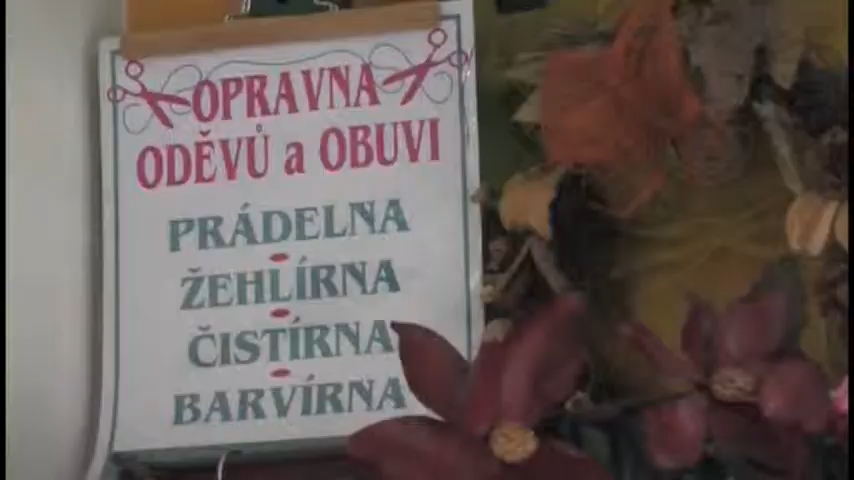 OPRAVNA
ODĚVŮ a OBUVI
PRÁDELNA
ŽEHLÍRNA
ČISTÍRNA
BARVÍRNA